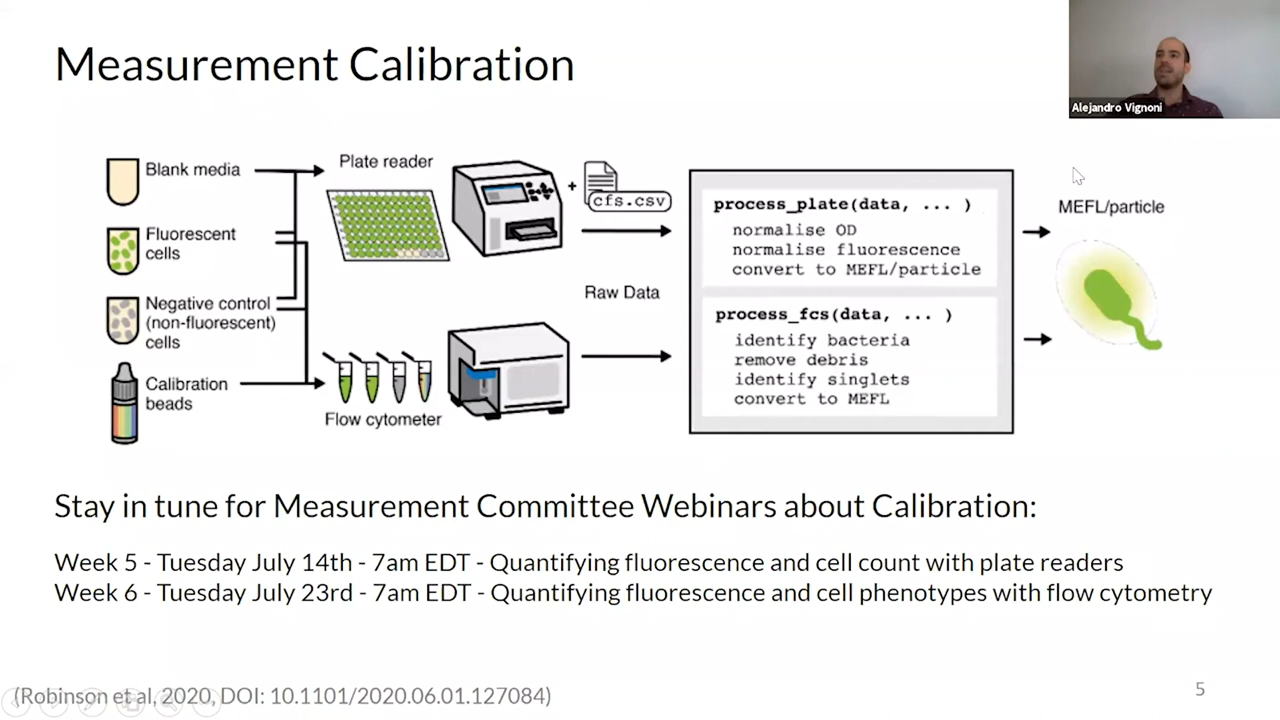 Measurement Calibration
Alejandro Vignoni
Blank media
Fluorescent
cells
Negative control
(non-fluorescent)
cells
Calibration
beads
Plate reader
+
cfs.csv
Flow cytometer
Raw Data
process_plate(data, ... )
normalise OD
normalise fluorescence
convert to MEFL/particle
process_fcs(data, ... )
identify bacteria
remove debris
identify singlets
convert to MEFL
MEFL/particle
Stay in tune for Measurement Committee Webinars about Calibration:
Week 5 - Tuesday July 14th - 7am EDT - Quantifying fluorescence and cell count with plate readers
Week 6 - Tuesday July 23rd - 7am EDT - Quantifying fluorescence and cell phenotypes with flow cytometry
(Robinson et al, 2020, DOI: 10.1101/2020.06.01.127084)
5